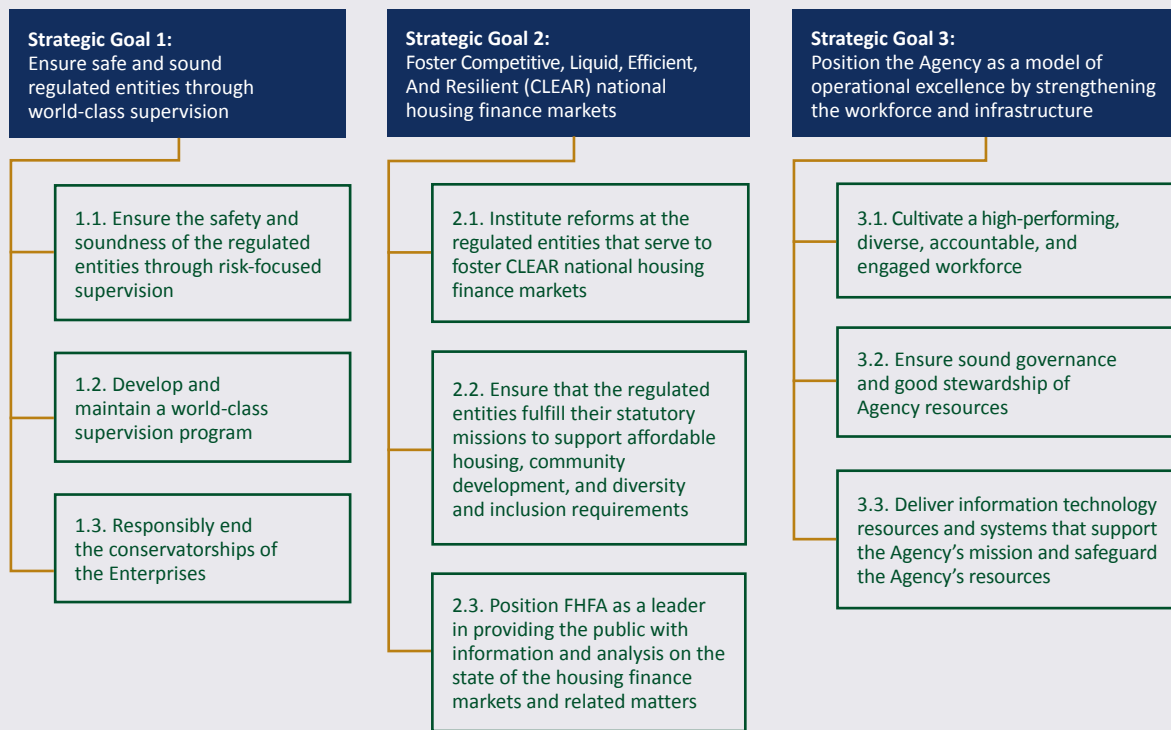 Strategic Goal 1:
Ensure safe and sound
regulated entities through
world-class supervision
1.1. Ensure the safety and
soundness of the regulated
entities through risk-focused
supervision
1.2. Develop and
maintain a world-class
supervision program
1.3. Responsibly end
the conservatorships of
the Enterprises
Strategic Goal 2:
Foster Competitive, Liquid, Efficient,
And Resilient (CLEAR) national
housing finance markets
2.1. Institute reforms at the
regulated entities that serve to
foster CLEAR national housing
finance markets
2.2. Ensure that the regulated
entities fulfill their statutory
missions to support affordable
housing, community
development, and diversity
and inclusion requirements
2.3. Position FHFA as a leader
in providing the public with
information and analysis on the
state of the housing finance
markets and related matters
Strategic Goal 3:
Position the Agency as a model of
operational excellence by strengthening
the workforce and infrastructure
3.1. Cultivate a high-performing,
diverse, accountable, and
engaged workforce
3.2. Ensure sound governance
and good stewardship of
Agency resources
3.3. Deliver information technology
resources and systems that support
the Agency’s mission and safeguard
the Agency’s resources